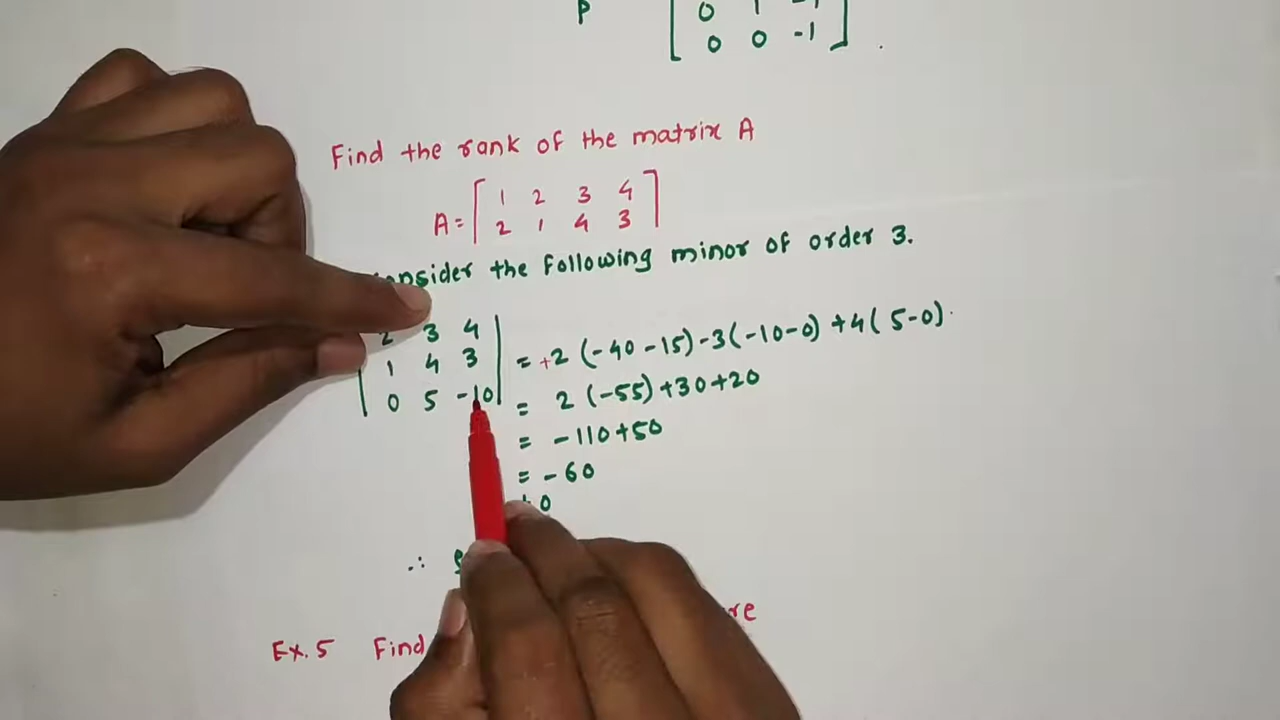 P
0 1 -1
0 0 -1
Find the rank of the matrix A
A = 1 2 3 4
2 1 4 3
the following minor of order 3.
2 3 4 = +2 (-40-15) -3(-10-0) +4( 5-0).
1 4 3
0 5 -10 = 2 (-55) +30+20
= -110+50
= -60
0
∴
Ex. 5 Find